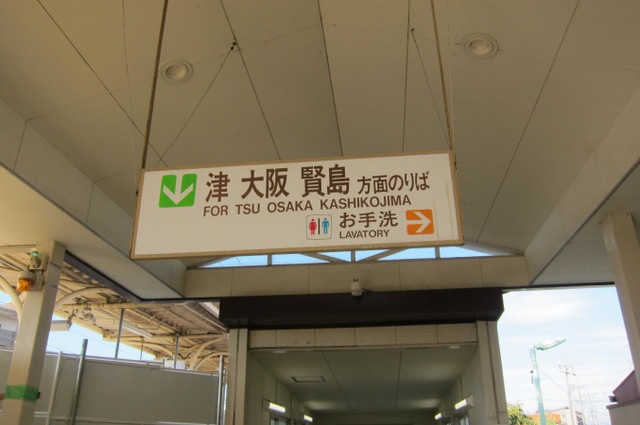 津 大阪 賢島 方面のりば
FOR TSU OSAKA KASHIKOJIMA
お手洗
LAVATORY